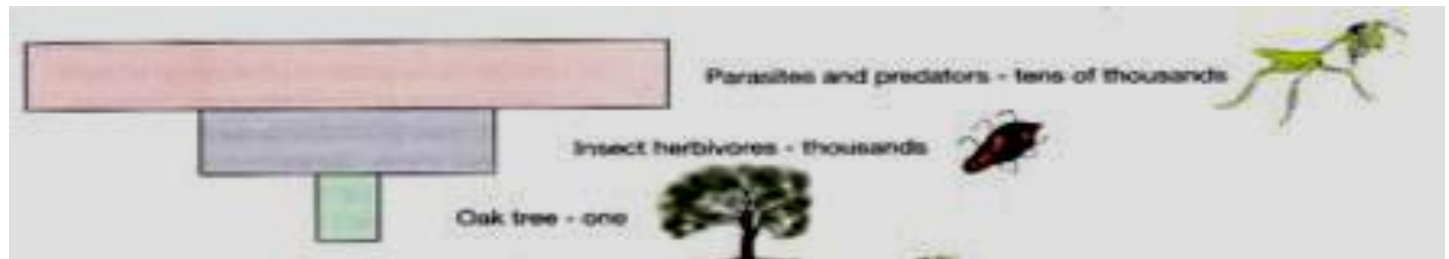 Parasites and predators - tens of thousands
Insect herbivores - thousands
Oak tree - one